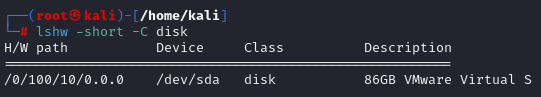 ┌──(root㉿kali)-[/home/kali]
└─# lshw -short -C disk
H/W path Device Class Description
==========================================================
/0/100/10/0.0.0 /dev/sda disk 86GB VMware Virtual S